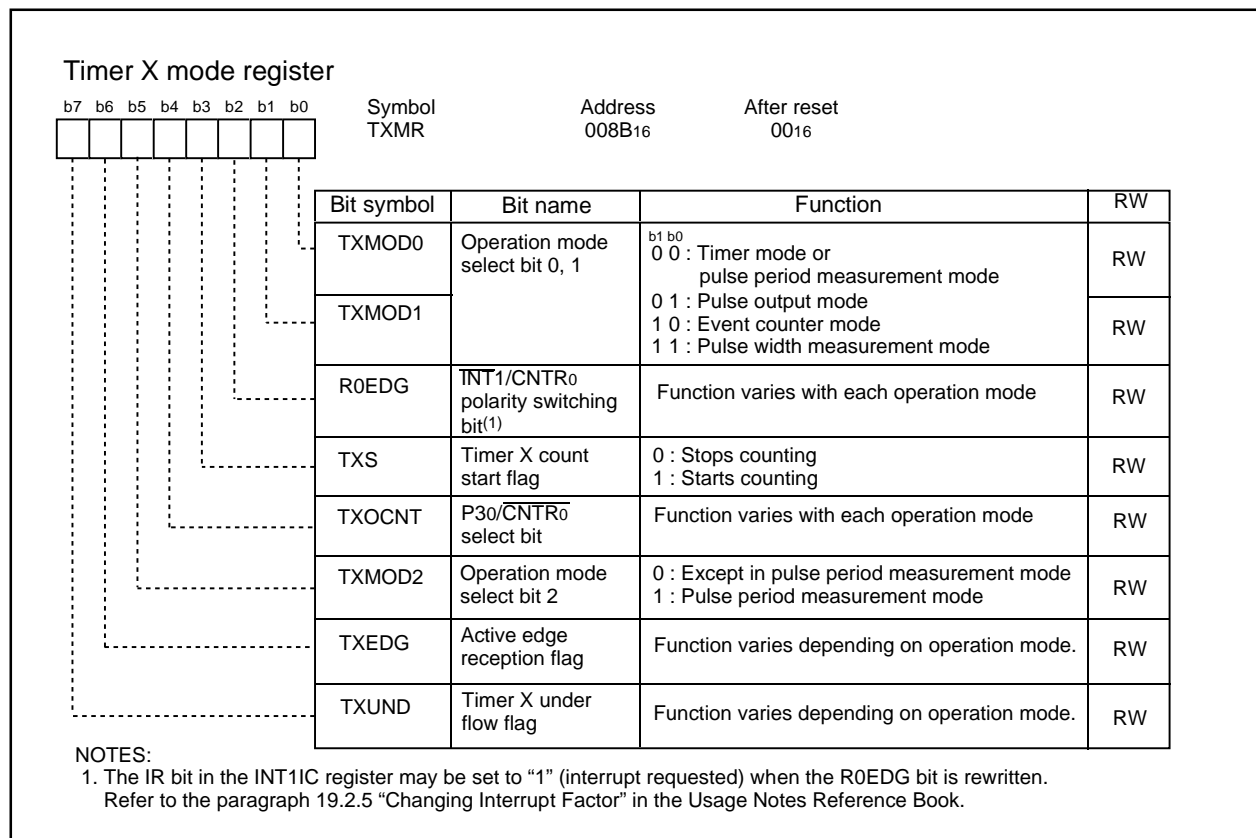 Timer X mode register
b7 b6 b5 b4 b3 b2 b1 b0
Symbol Address After reset
TXMR 008B16 0016
Bit symbol Bit name Function RW
TXMOD0 Operation mode select bit 0, 1
b1 b0
0 0 : Timer mode or
pulse period measurement mode
RW
TXMOD1
0 1 : Pulse output mode
1 0 : Event counter mode
1 1 : Pulse width measurement mode
RW
R0EDG INT1/CNTR0 Function varies with each operation mode RW
polarity switching
bit(1)
TXS Timer X count 0 : Stops counting RW
start flag 1 : Starts counting
TXOCNT P30/CNTR0 Function varies with each operation mode RW
select bit
TXMOD2 Operation mode 0 : Except in pulse period measurement mode RW
select bit 2 1 : Pulse period measurement mode
TXEDG Active edge Function varies depending on operation mode. RW
reception flag
TXUND Timer X under Function varies depending on operation mode. RW
flow flag
NOTES:
1. The IR bit in the INT1IC register may be set to “1” (interrupt requested) when the R0EDG bit is rewritten.
Refer to the paragraph 19.2.5 “Changing Interrupt Factor” in the Usage Notes Reference Book.